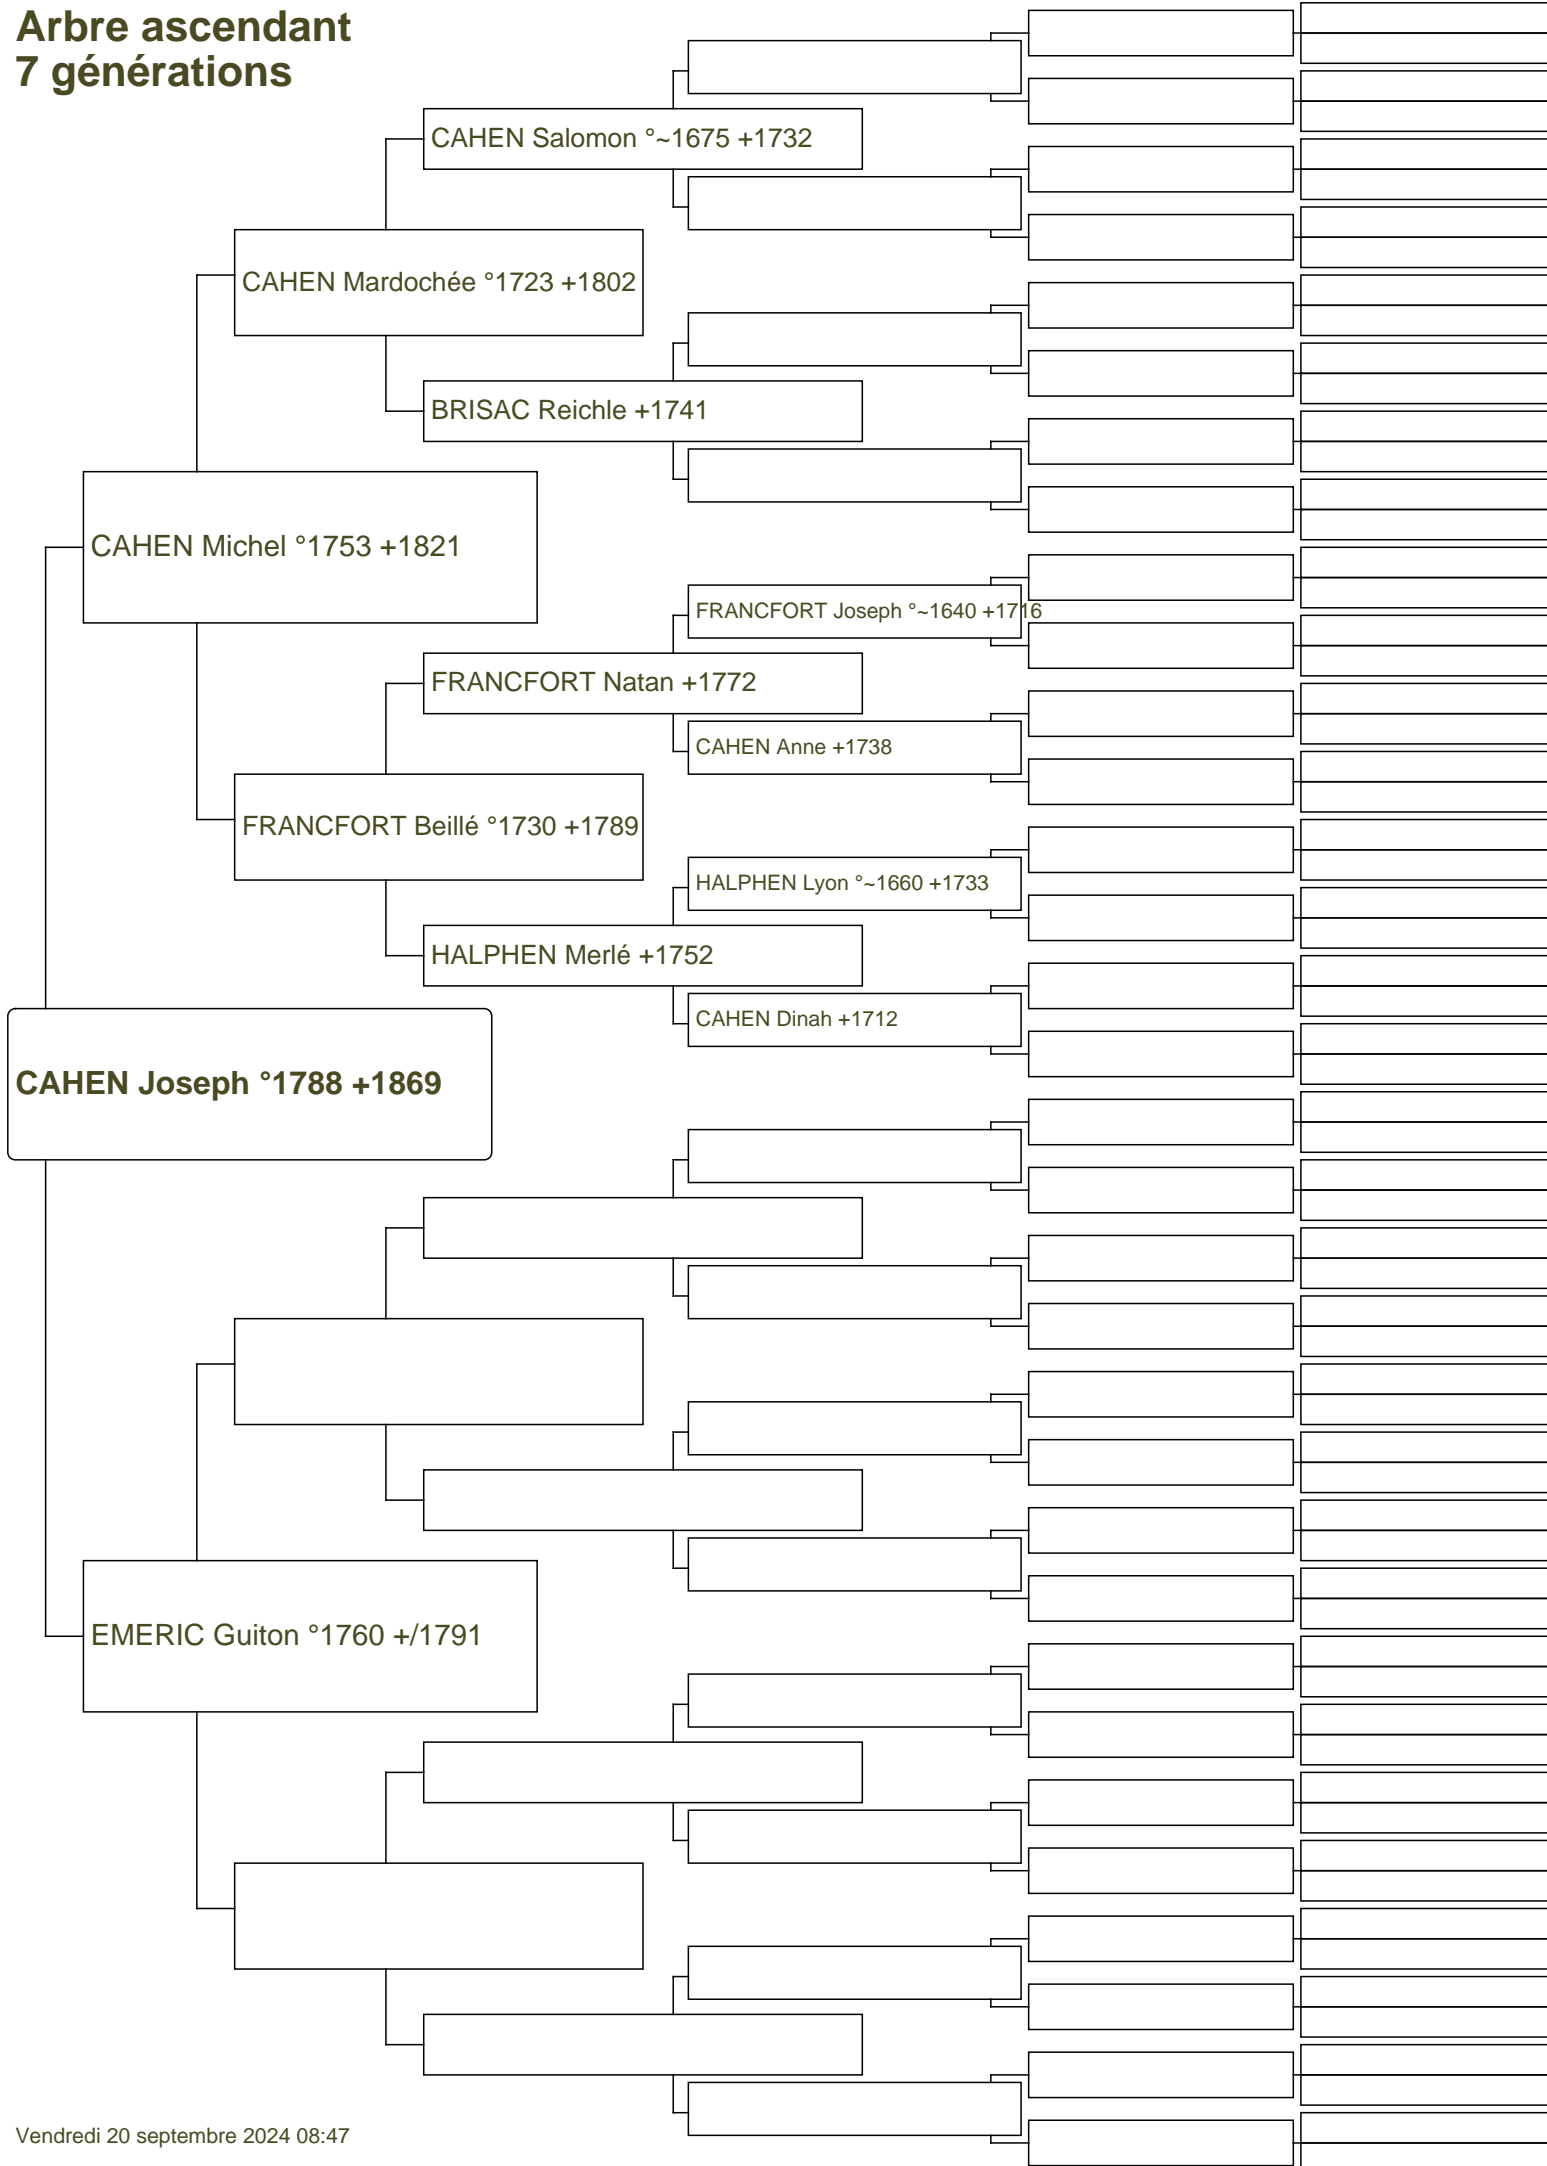 Arbre ascendant
7 générations
CAHEN Salomon °~1675 +1732
CAHEN Mardochée °1723 +1802
BRISAC Reichle +1741
CAHEN Michel °1753 +1821
FRANCFORT Joseph °~1640 +1716
FRANCFORT Natan +1772
CAHEN Anne +1738
FRANCFORT Beillé °1730 +1789
HALPHEN Lyon °~1660 +1733
HALPHEN Merlé +1752
CAHEN Dinah +1712
CAHEN Joseph °1788 +1869
EMERIC Guiton °1760 +/1791
Vendredi 20 septembre 2024 08:47